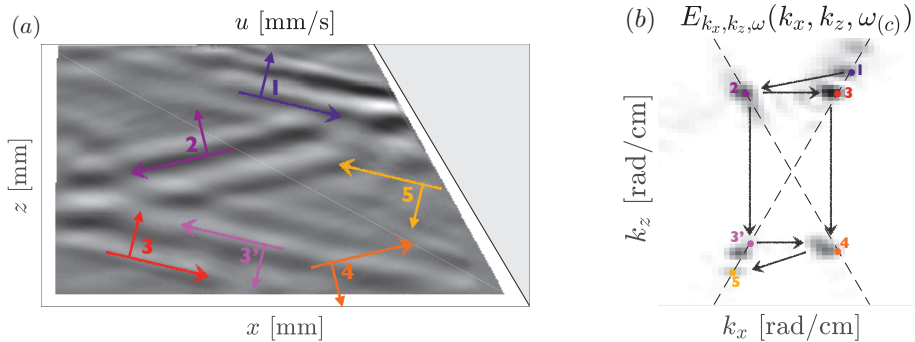 (a)
u [mm/s]
z [mm]
1
2
5
3
3'
4
x [mm]
(b)
E_{k_x,k_z,ω}(k_x, k_z, ω_{(c)})
1
2
3
k_z [rad/cm]
3'
4
5
k_x [rad/cm]